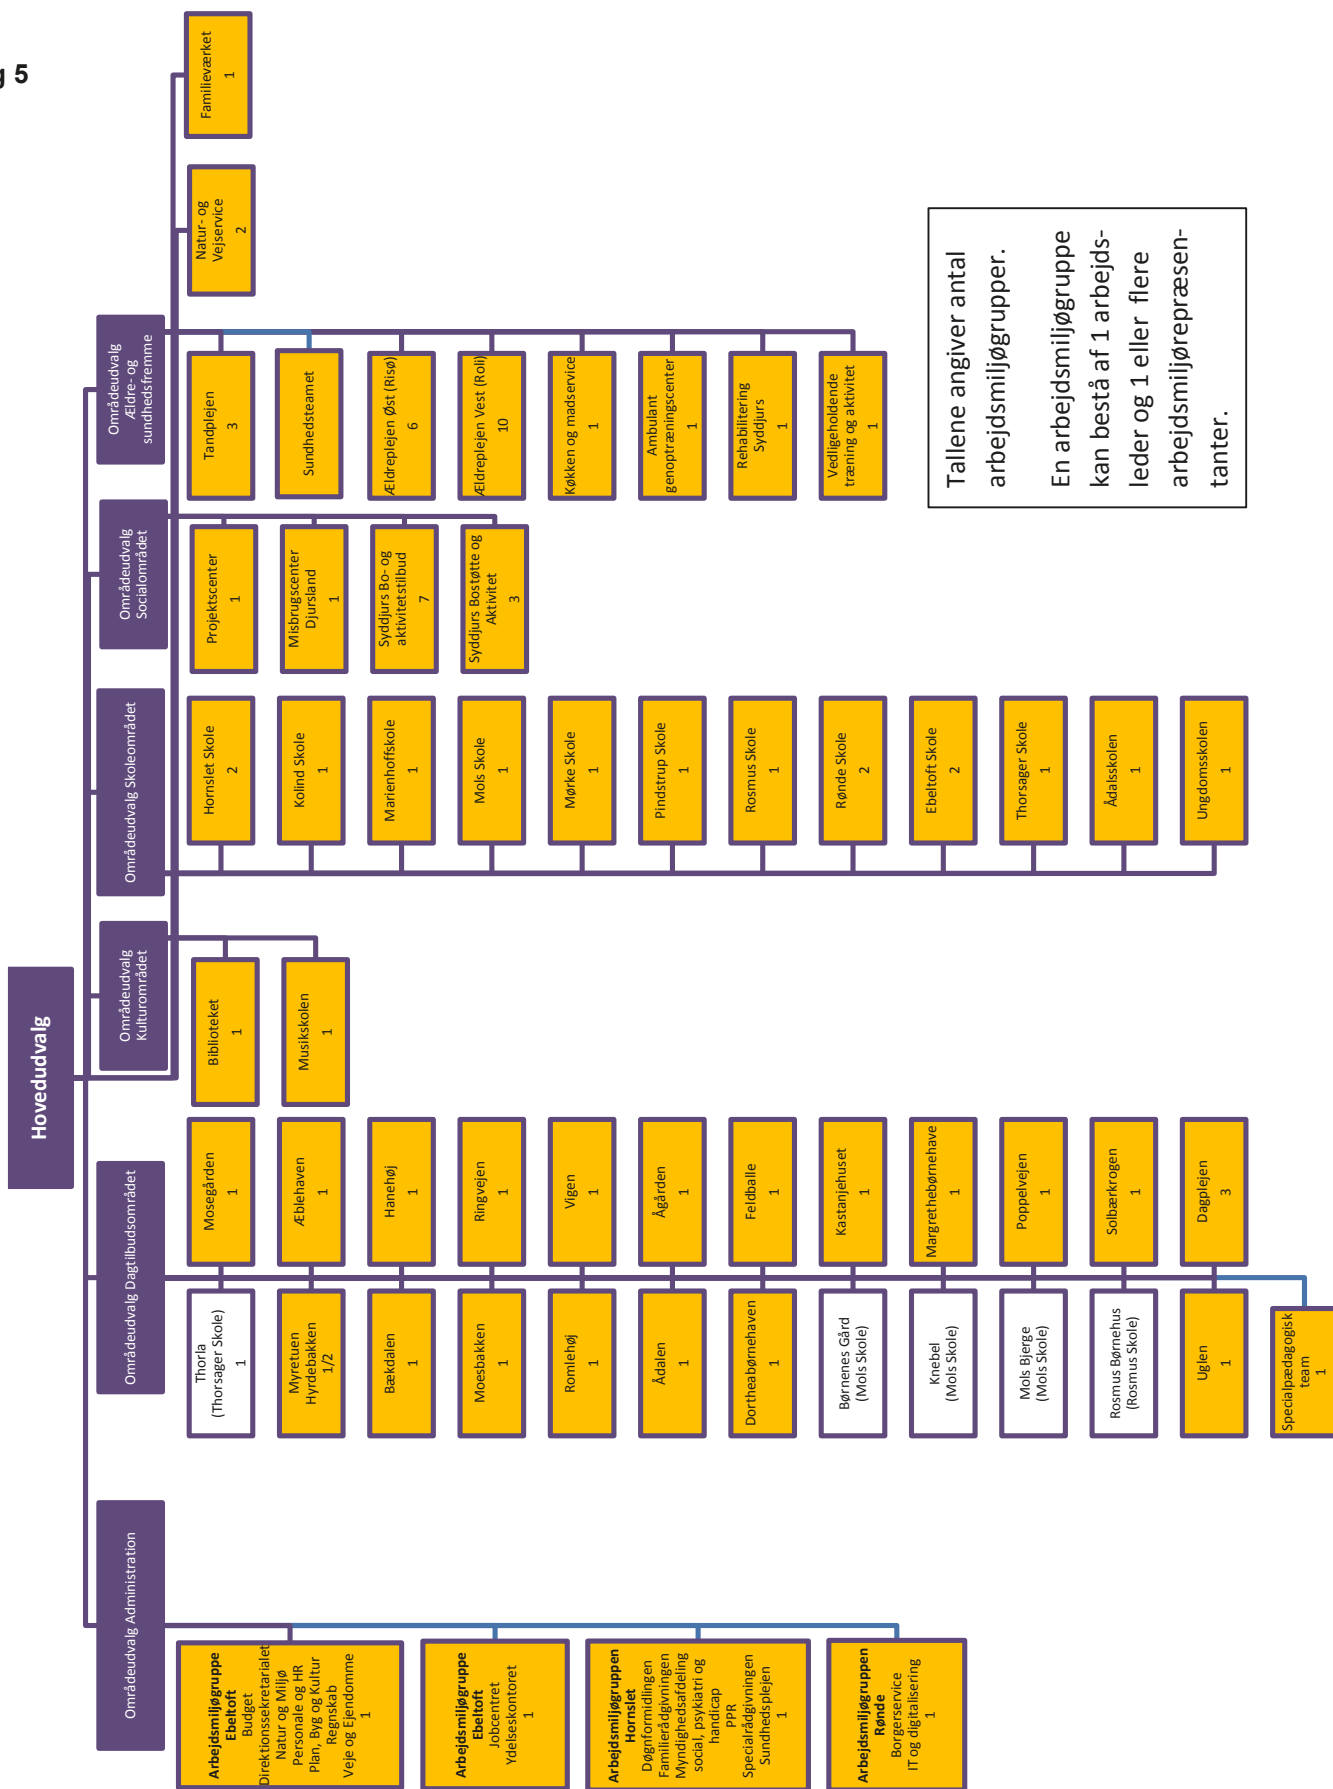 g 5
Hovedudvalg
Områdeudvalg Administration
Arbejdsmiljøgruppe
Ebeltoft
Budget
Direktionssekretarialet
Natur og Miljø
Personale og HR
Plan, Byg og Kultur
Regnskab
Veje og Ejendomme
1
Arbejdsmiljøgruppe
Ebeltoft
Jobcentret
Ydelseskontoret
1
Arbejdsmiljøgruppen
Hornslet
Døgnformidlingen
Familierådgivningen
Myndighedsafdeling
social, psykiatri og
handicap
PPR
Specialrådgivningen
Sundhedsplejen
1
Arbejdsmiljøgruppen
Rønde
Borgerservice
IT og digitalisering
1
Områdeudvalg Dagtilbudsområdet
Thorla
(Thorsager Skole)
1
Mosegården
1
Myretuen
Hyrdebakken
1/2
Æblehaven
1
Bækdalen
1
Hanehøj
1
Moesbakken
1
Ringvejen
1
Romlehøj
1
Vigen
1
Ådalen
1
Ågården
1
Dortheabørnehaven
1
Feldballe
1
Børnenes Gård
(Mols Skole)
Kastanjehuset
1
Knebel
(Mols Skole)
Margrethebørnehave
1
Mols Bjerge
(Mols Skole)
Poppelvejen
1
Rosmus Børnehus
(Rosmus Skole)
Solbærkrogen
1
Uglen
1
Dagplejen
3
Specialpædagogisk
team
1
Områdeudvalg
Kulturområdet
Biblioteket
1
Musikskolen
1
Områdeudvalg Skoleområdet
Hornslet Skole
2
Kolind Skole
1
Marienhoffskole
1
Mols Skole
1
Mørke Skole
1
Pindstrup Skole
1
Rosmus Skole
1
Rønde Skole
2
Ebeltoft Skole
2
Thorsager Skole
1
Ådalsskolen
1
Ungdomsskolen
1
Områdeudvalg
Socialområdet
Projektscenter
1
Misbrugscenter
Djursland
1
Syddjurs Bo- og
aktivitetstilbud
7
Syddjurs Bostøtte og
Aktivitet
3
Områdeudvalg
Ældre- og
sundhedsfremme
Tandplejen
3
Sundhedsteamet
Ældreplejen Øst (Risø)
6
Ældreplejen Vest (Roli)
10
Køkken og madservice
1
Ambulant
genoptræningscenter
1
Rehabilitering
Syddjurs
1
Vedligeholdende
træning og aktivitet
1
Natur- og
Vejservice
2
Familieværket
1
Tallene angiver antal
arbejdsmiljøgrupper.
En arbejdsmiljøgruppe
kan bestå af 1 arbejds-
leder og 1 eller flere
arbejdsmiljørepræsen-
tanter.